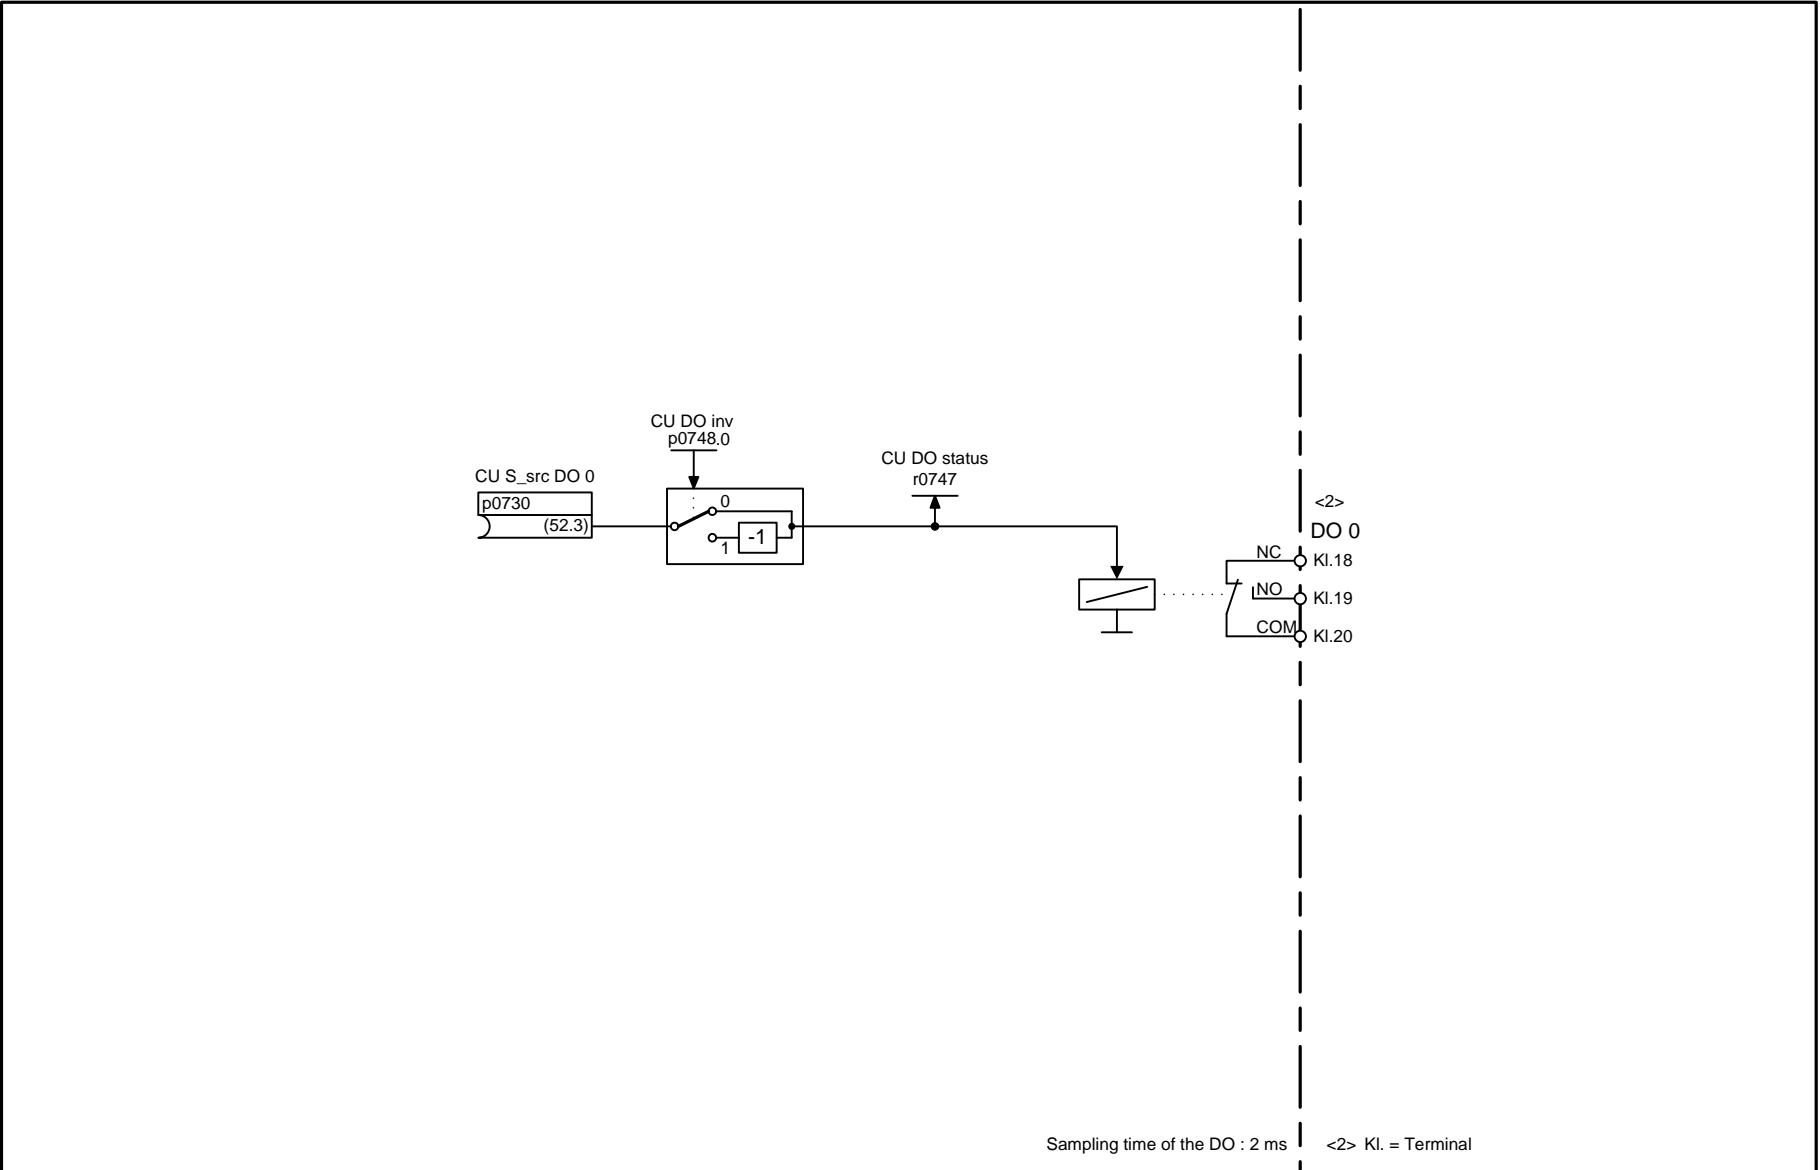 CU DO inv
p0748.0
CU DO status
r0747
CU S_src DO 0
p0730
(52.3)
0
1
-1
<2>
DO 0
NC
Kl.18
NO
Kl.19
COM
Kl.20
Sampling time of the DO : 2 ms
<2> Kl. = Terminal